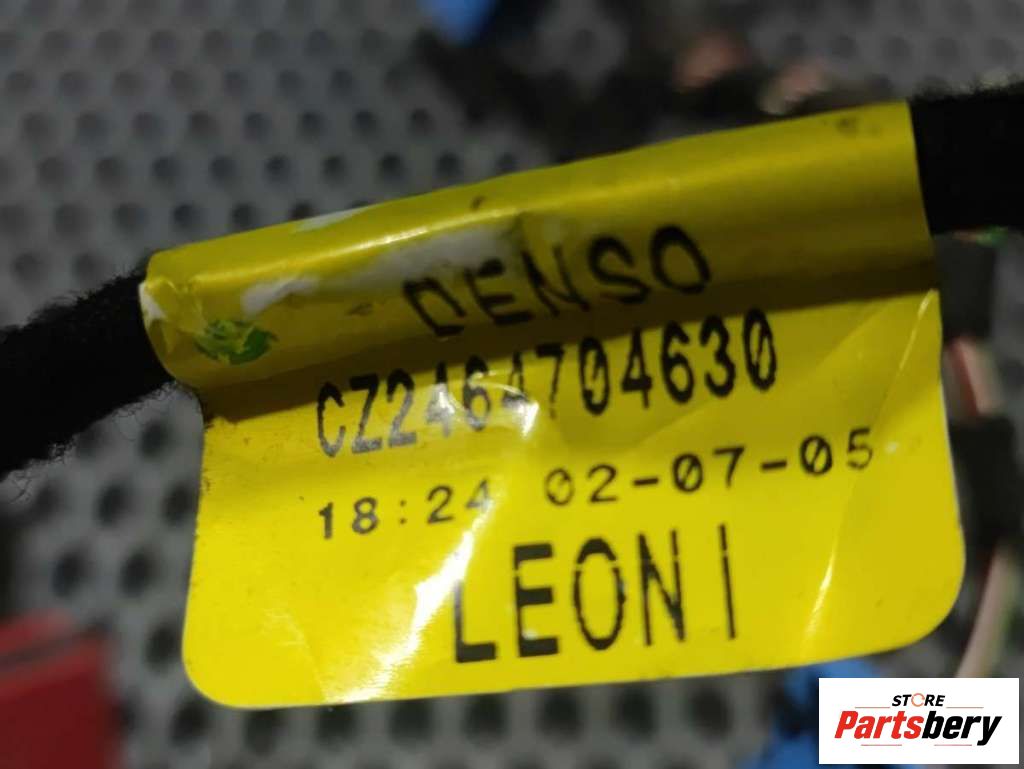 DENSO
CZ2464704630
18:24 02-07-05
LEONI
STORE
Partsbery